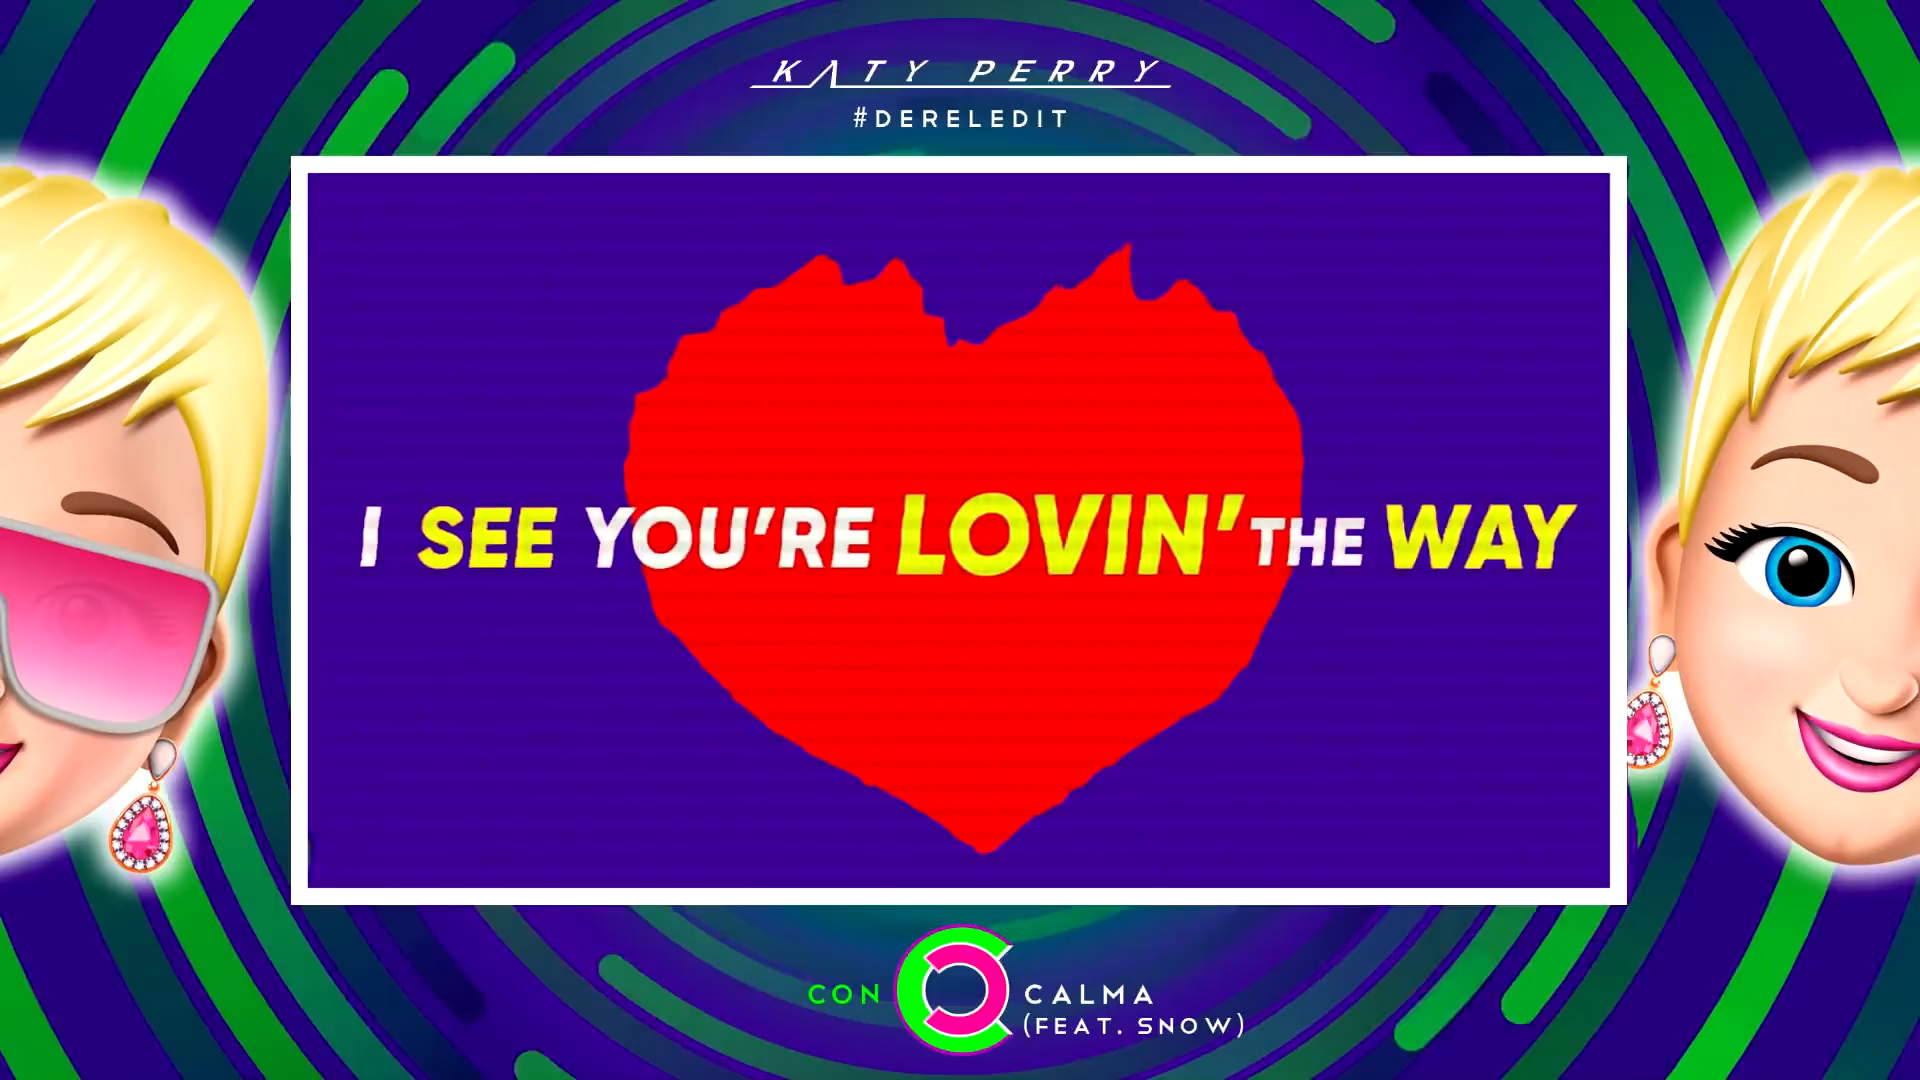 KATY PERRY
#DERELEDIT
I SEE YOU'RE LOVIN' THE WAY
CON CALMA
(FEAT. SNOW)